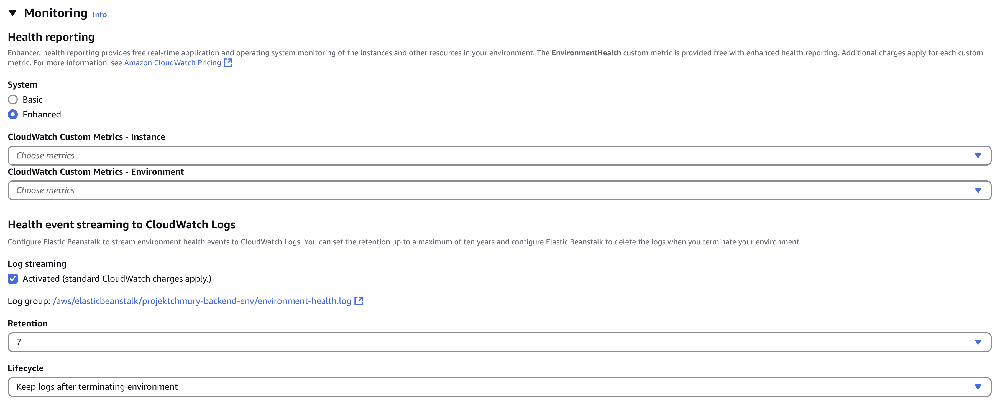 Monitoring Info
Health reporting
Enhanced health reporting provides free real-time application and operating system monitoring of the instances and other resources in your environment. The EnvironmentHealth custom metric is provided free with enhanced health reporting. Additional charges apply for each custom
metric. For more information, see Amazon CloudWatch Pricing
System
Basic
Enhanced
CloudWatch Custom Metrics - Instance
Choose metrics
CloudWatch Custom Metrics - Environment
Choose metrics
Health event streaming to CloudWatch Logs
Configure Elastic Beanstalk to stream environment health events to CloudWatch Logs. You can set the retention up to a maximum of ten years and configure Elastic Beanstalk to delete the logs when you terminate your environment.
Log streaming
Activated (standard CloudWatch charges apply.)
Log group: /aws/elasticbeanstalk/projektchmury-backend-env/environment-health.log
Retention
7
Lifecycle
Keep logs after terminating environment